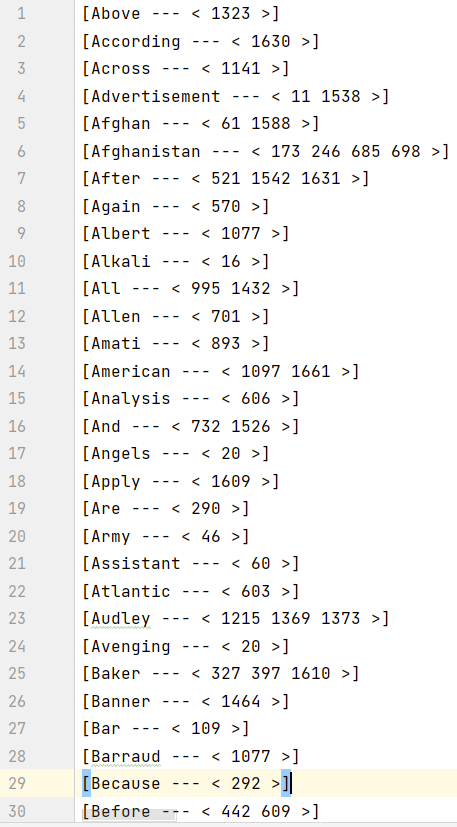 1 [Above --- < 1323 >]
2 [According --- < 1630 >]
3 [Across --- < 1141 >]
4 [Advertisement --- < 11 1538 >]
5 [Afghan --- < 61 1588 >]
6 [Afghanistan --- < 173 246 685 698 >]
7 [After --- < 521 1542 1631 >]
8 [Again --- < 570 >]
9 [Albert --- < 1077 >]
10 [Alkali --- < 16 >]
11 [All --- < 995 1432 >]
12 [Allen --- < 701 >]
13 [Amati --- < 893 >]
14 [American --- < 1097 1661 >]
15 [Analysis --- < 606 >]
16 [And --- < 732 1526 >]
17 [Angels --- < 20 >]
18 [Apply --- < 1609 >]
19 [Are --- < 290 >]
20 [Army --- < 46 >]
21 [Assistant --- < 60 >]
22 [Atlantic --- < 603 >]
23 [Audley --- < 1215 1369 1373 >]
24 [Avenging --- < 20 >]
25 [Baker --- < 327 397 1610 >]
26 [Banner --- < 1464 >]
27 [Bar --- < 109 >]
28 [Barraud --- < 1077 >]
29 [Because --- < 292 >]
30 [Before --- < 442 609 >]